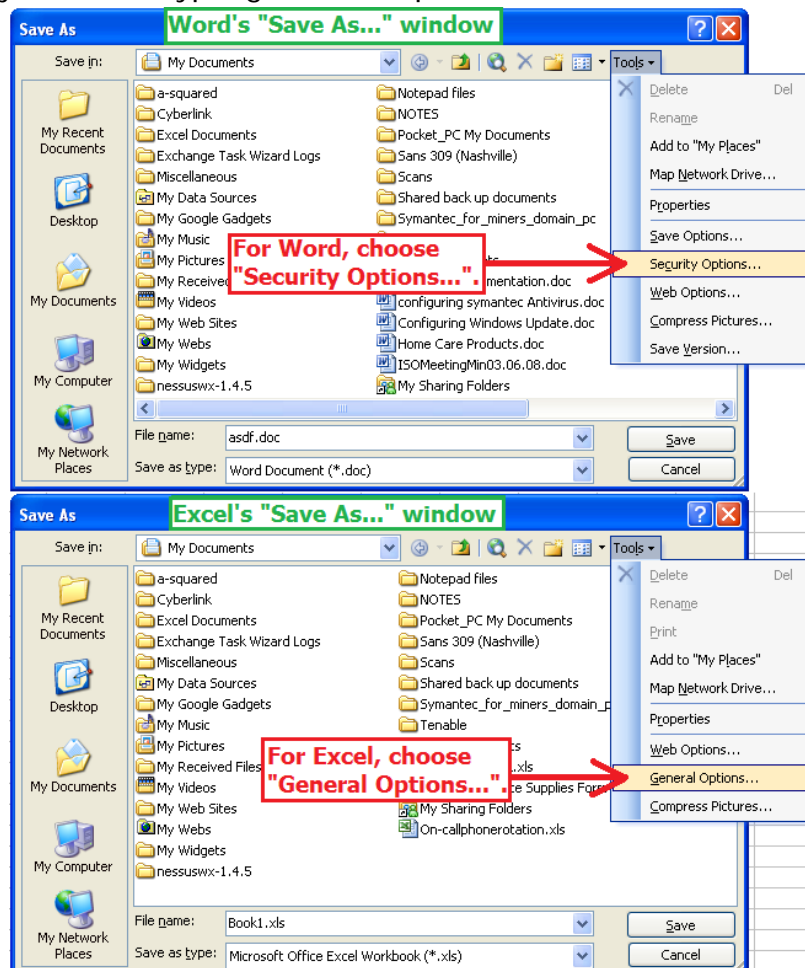 Save As
Word's "Save As..." window
Save in:
My Documents
Tools
a-squared
Cyberlink
Excel Documents
Exchange Task Wizard Logs
Miscellaneous
My Data Sources
My Google Gadgets
My Music
My Pictures
My Received
My Videos
My Web Sites
My Webs
My Widgets
nessuswx-1.4.5
Notepad files
NOTES
Pocket_PC My Documents
Sans 309 (Nashville)
Scans
Shared back up documents
Symantec_for_miners_domain_pc
configuring symantec Antivirus.doc
Configuring Windows Update.doc
Home Care Products.doc
ISOMeetingMin03.06.08.doc
My Sharing Folders
My Recent
Documents
Desktop
My Documents
My Computer
My Network
Places
For Word, choose
"Security Options...".
Delete Del
Rename
Add to "My Places"
Map Network Drive...
Properties
Save Options...
Security Options...
Web Options...
Compress Pictures...
Save Version...
File name: asdf.doc
Save
Save as type: Word Document (*.doc)
Cancel
Save As
Excel's "Save As..." window
Save in:
My Documents
Tools
a-squared
Cyberlink
Excel Documents
Exchange Task Wizard Logs
Miscellaneous
My Data Sources
My Google Gadgets
My Music
My Pictures
My Received Files
My Videos
My Web Sites
My Webs
My Widgets
nessuswx-1.4.5
Notepad files
NOTES
Pocket_PC My Documents
Sans 309 (Nashville)
Scans
Shared back up documents
Symantec_for_miners_domain_p
Tenable
.xls
Supplies Form
My Sharing Folders
On-callphonerotation.xls
My Recent
Documents
Desktop
My Documents
My Computer
My Network
Places
For Excel, choose
"General Options...".
Delete Del
Rename
Print
Add to "My Places"
Map Network Drive...
Properties
Web Options...
General Options...
Compress Pictures...
File name: Book1.xls
Save
Save as type: Microsoft Office Excel Workbook (*.xls)
Cancel